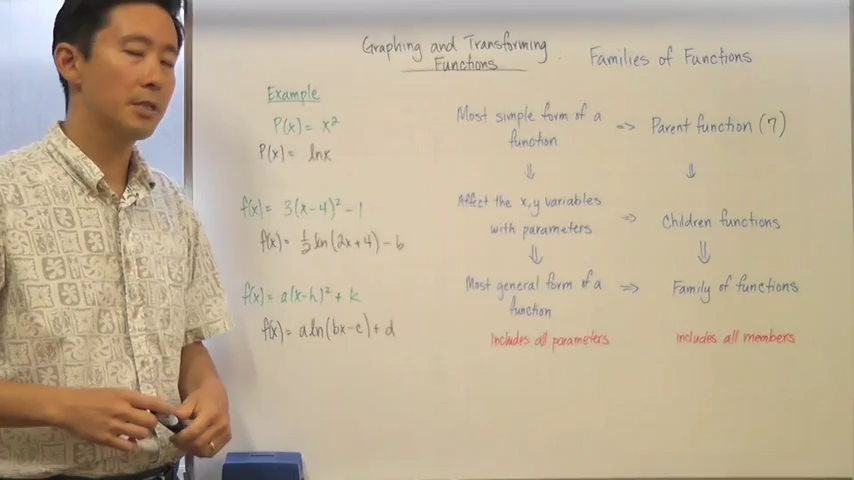 Graphing and Transforming
Functions : Families of Functions
Example
P(x) = x²
P(x) = lnx
f(x) = 3(x-4)² - 1
f(x) = 1/2 ln(2x+4) - 6
f(x) = a(x-h)² + k
f(x) = a ln(bx-c) + d
Most simple form of a
function
=> Parent function (7)
⇓ ⇓
Affect the x,y variables
with parameters
=> Children functions
⇓ ⇓
Most general form of a
function
=> Family of functions
Includes all parameters
Includes all members